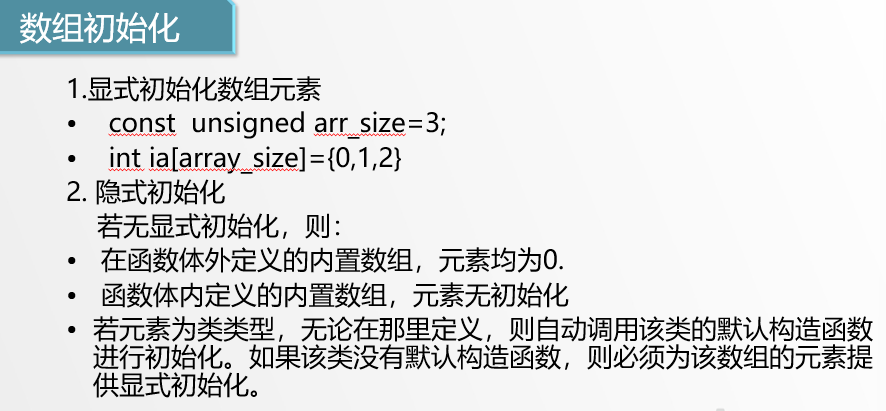 数组初始化
1.显式初始化数组元素
• const unsigned arr_size=3;
• int ia[array_size]={0,1,2}
2. 隐式初始化
若无显式初始化，则：
• 在函数体外定义的内置数组，元素均为0.
• 函数体内定义的内置数组，元素无初始化
• 若元素为类类型，无论在那里定义，则自动调用该类的默认构造函数
进行初始化。如果该类没有默认构造函数，则必须为该数组的元素提
供显式初始化。